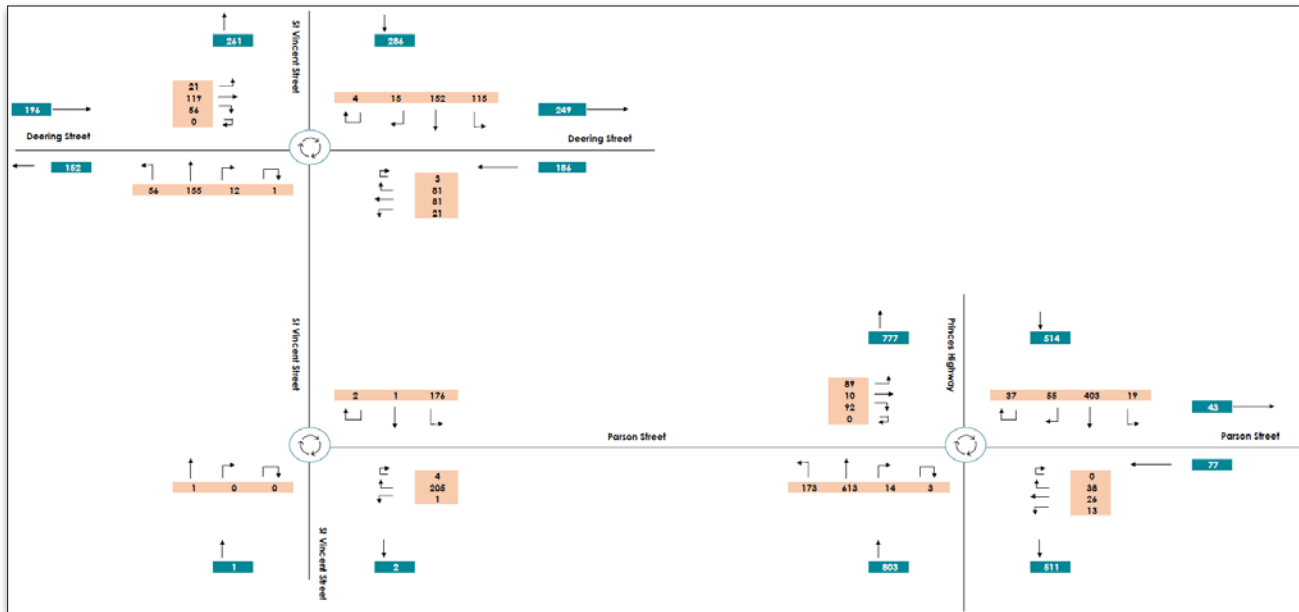 261
286
St Vincent Street
21
119
56
0
4 15 152 115
196
249
Deering Street
Deering Street
152
186
56 155 12 1
3
81
81
21
St Vincent Street
Princes Highway
777
514
89
10
92
0
37 55 403 19
43
2 1 176
Parson Street
Parson Street
77
1 0 0
4
205
1
173 613 14 3
0
38
26
13
St Vincent Street
1
2
803
511